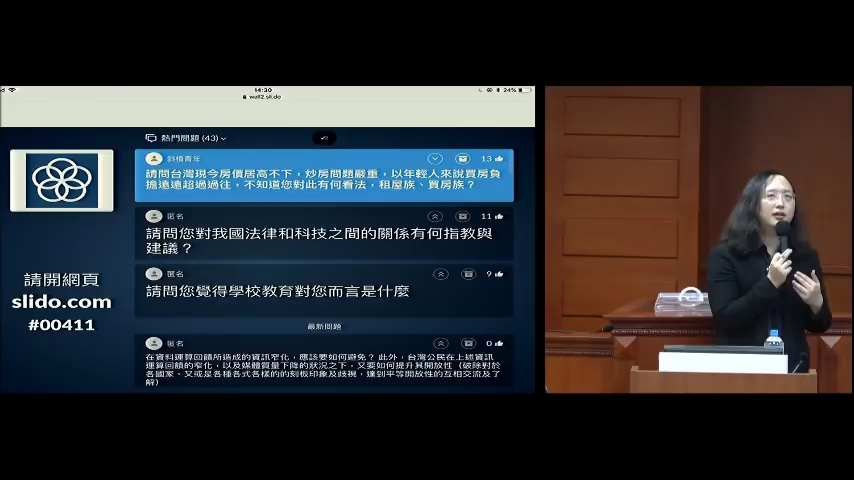 14:30
24%
wall2.sli.do
熱門問題 (43)
斜槓青年
13
請問台灣現今房價居高不下，炒房問題嚴重，以年輕人來說買房負
擔遠遠超過過往，不知道您對此有何看法，租屋族、買房族？
匿名
11
請問您對我國法律和科技之間的關係有何指教與
建議？
匿名
9
請問您覺得學校教育對您而言是什麼
請開網頁
slido.com
#00411
最新問題
匿名
0
在資料運算回饋所造成的資訊窄化，應該要如何避免？ 此外，台灣公民在上述資訊
運算回饋的窄化，以及媒體質量下降的狀況之下，又要如何提升其開放性（破除對於
各國家、又或是各種各式各樣的的刻板印象及歧視，達到平等開放性的互相交流及了
解）